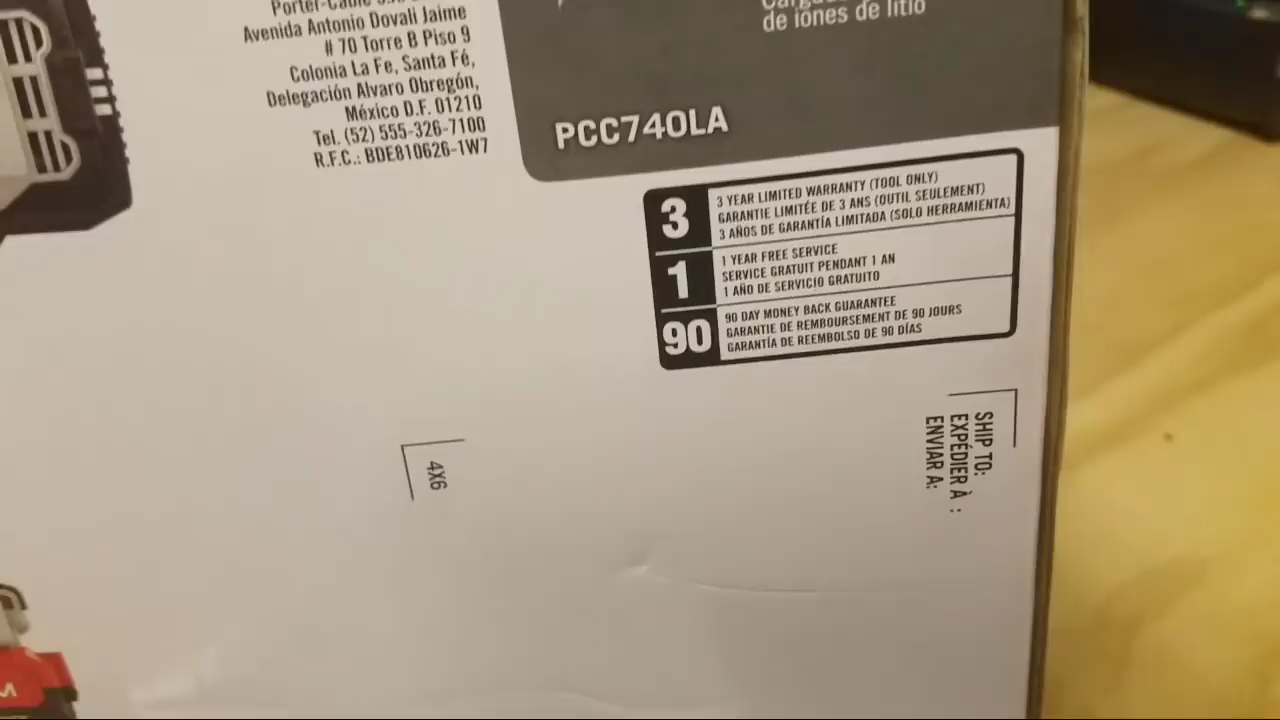 Porter-Cable
Avenida Antonio Dovali Jaime
# 70 Torre B Piso 9
Colonia La Fe, Santa Fé,
Delegación Alvaro Obregón,
México D.F. 01210
Tel. (52) 555-326-7100
R.F.C.: BDE810626-1W7
de iones de litio
PCC740LA
3
3 YEAR LIMITED WARRANTY (TOOL ONLY)
GARANTIE LIMITÉE DE 3 ANS (OUTIL SEULEMENT)
3 AÑOS DE GARANTÍA LIMITADA (SOLO HERRAMIENTA)
1
1 YEAR FREE SERVICE
SERVICE GRATUIT PENDANT 1 AN
1 AÑO DE SERVICIO GRATUITO
90
90 DAY MONEY BACK GUARANTEE
GARANTIE DE REMBOURSEMENT DE 90 JOURS
GARANTÍA DE REEMBOLSO DE 90 DÍAS
SHIP TO:
EXPÉDIER À :
ENVIAR A:
4X6
M